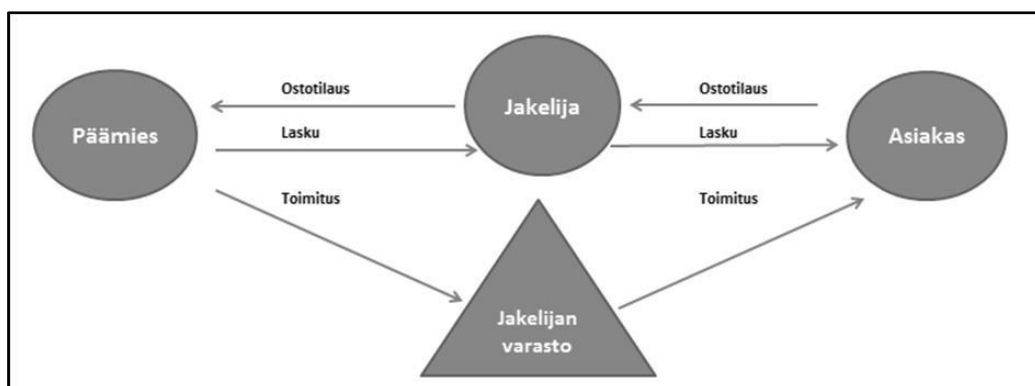 Ostotilaus
Jakelija
Ostotilaus
Päämies
Lasku
Lasku
Asiakas
Toimitus
Toimitus
Jakelijan
varasto